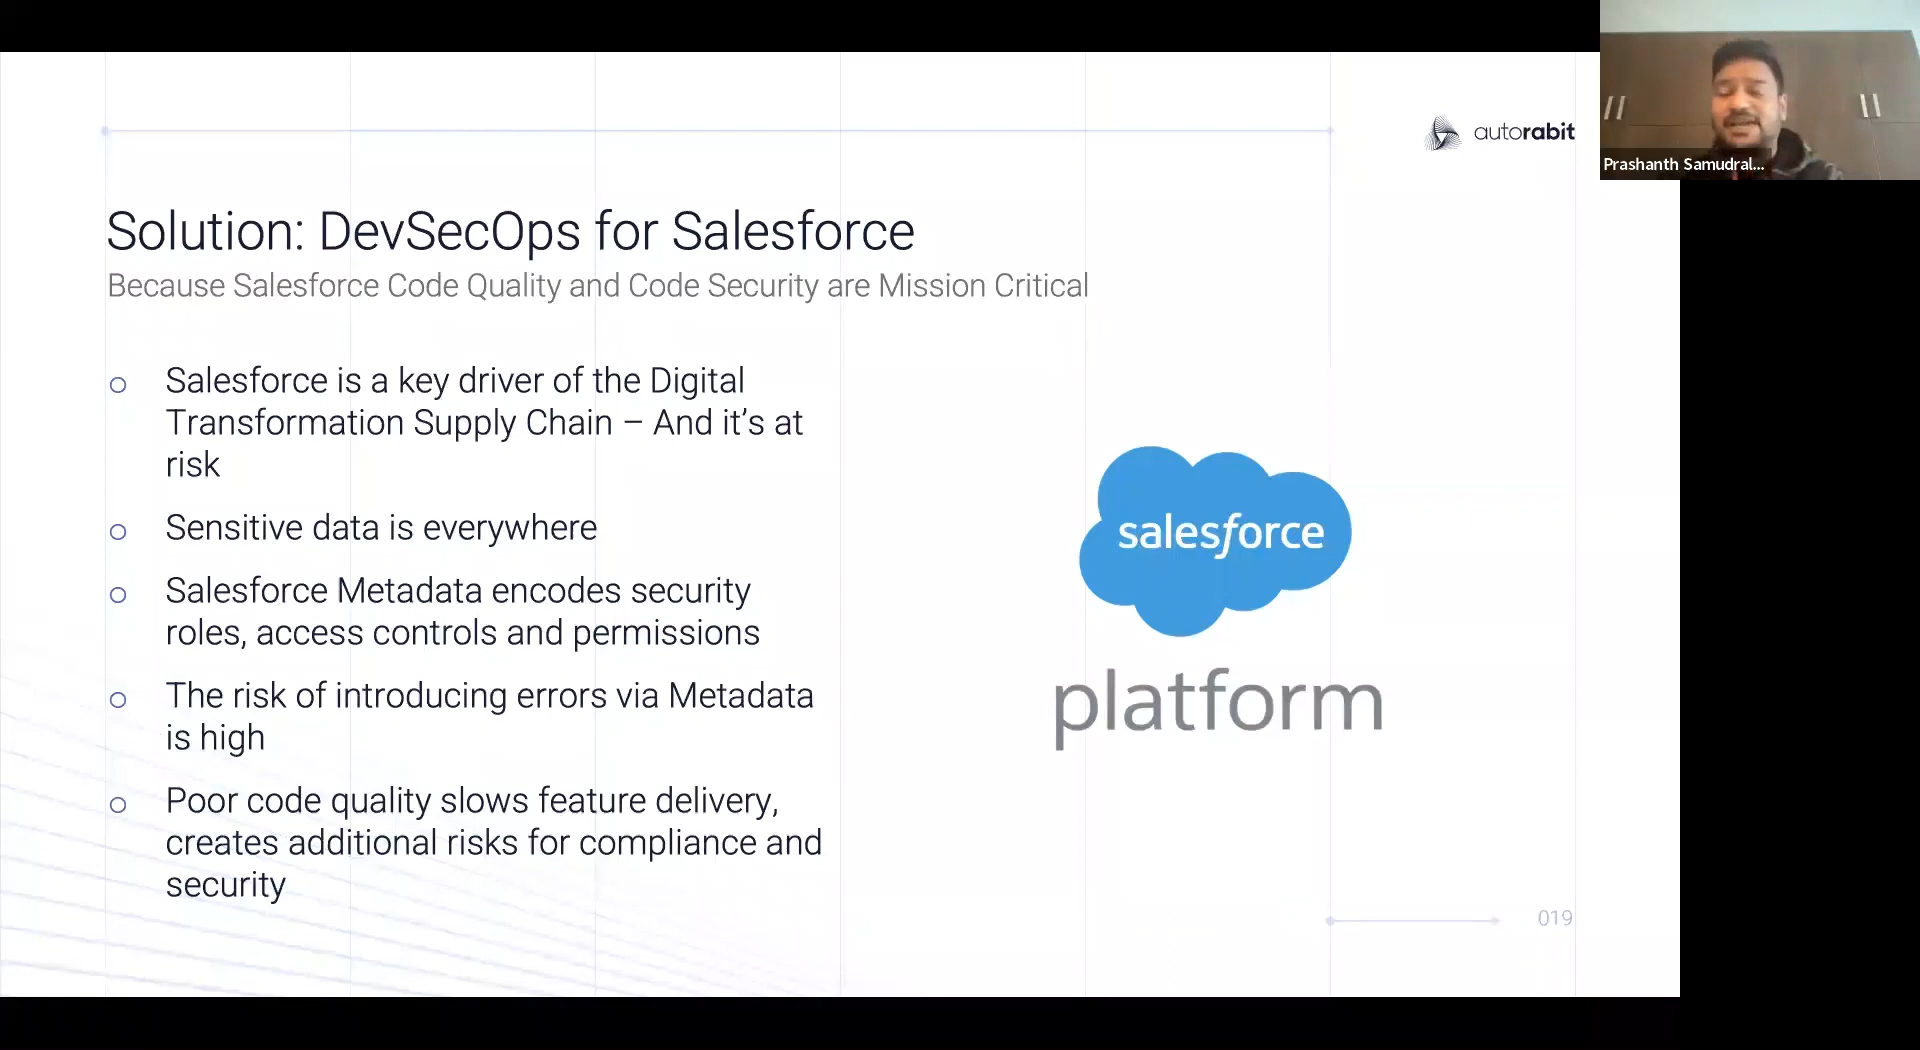 autorabit
Prashanth Samudral...
Solution: DevSecOps for Salesforce
Because Salesforce Code Quality and Code Security are Mission Critical
Salesforce is a key driver of the Digital
Transformation Supply Chain – And it's at
risk
Sensitive data is everywhere
Salesforce Metadata encodes security
roles, access controls and permissions
The risk of introducing errors via Metadata
is high
Poor code quality slows feature delivery,
creates additional risks for compliance and
security
salesforce
platform
019